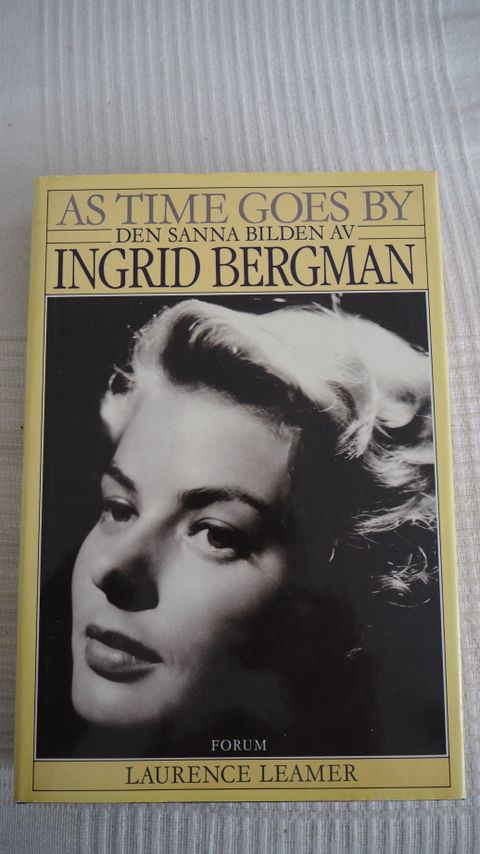 AS TIME GOES BY
DEN SANNA BILDEN AV
INGRID BERGMAN
FORUM
LAURENCE LEAMER